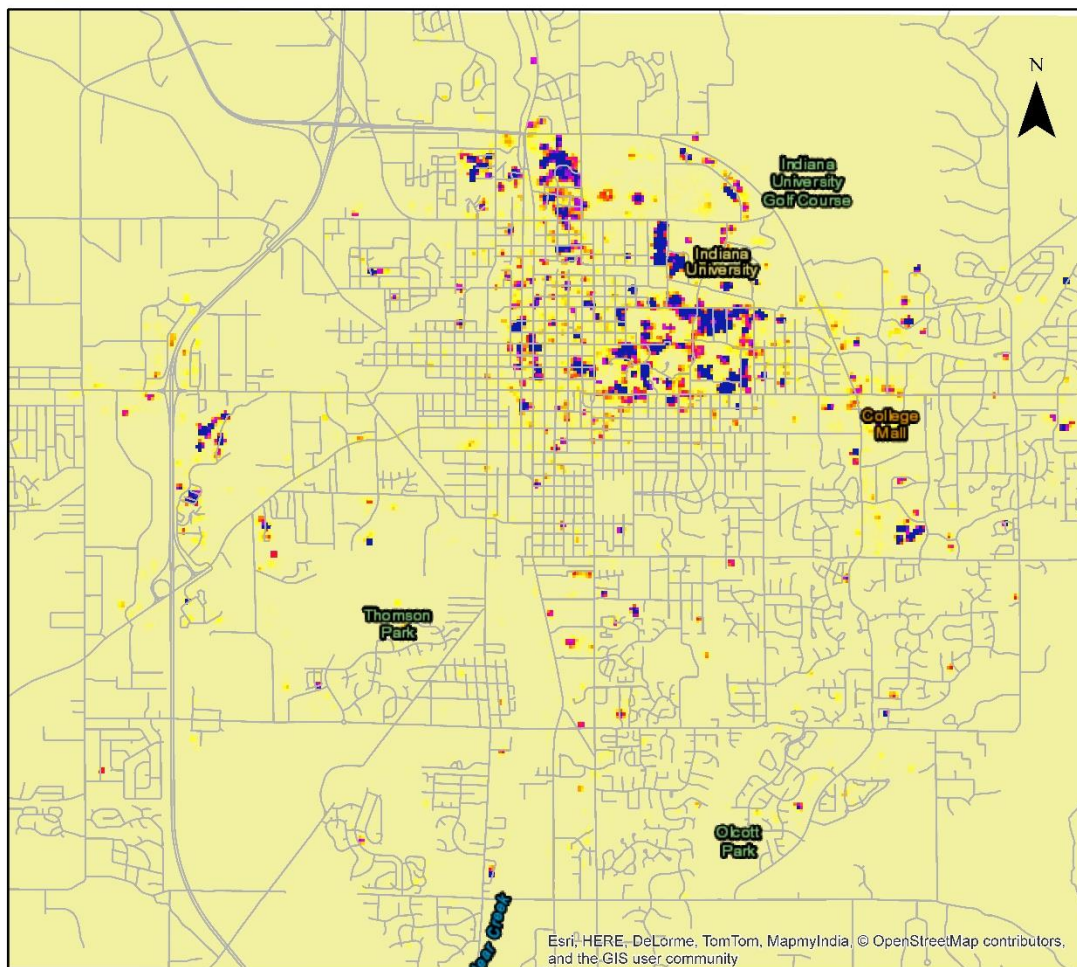 N
Indiana
University
Golf Course
Indiana
University
College
Mall
Thomson
Park
Olcott
Park
Creek
Esri, HERE, DeLorme, TomTom, MapmyIndia, © OpenStreetMap contributors,
and the GIS user community